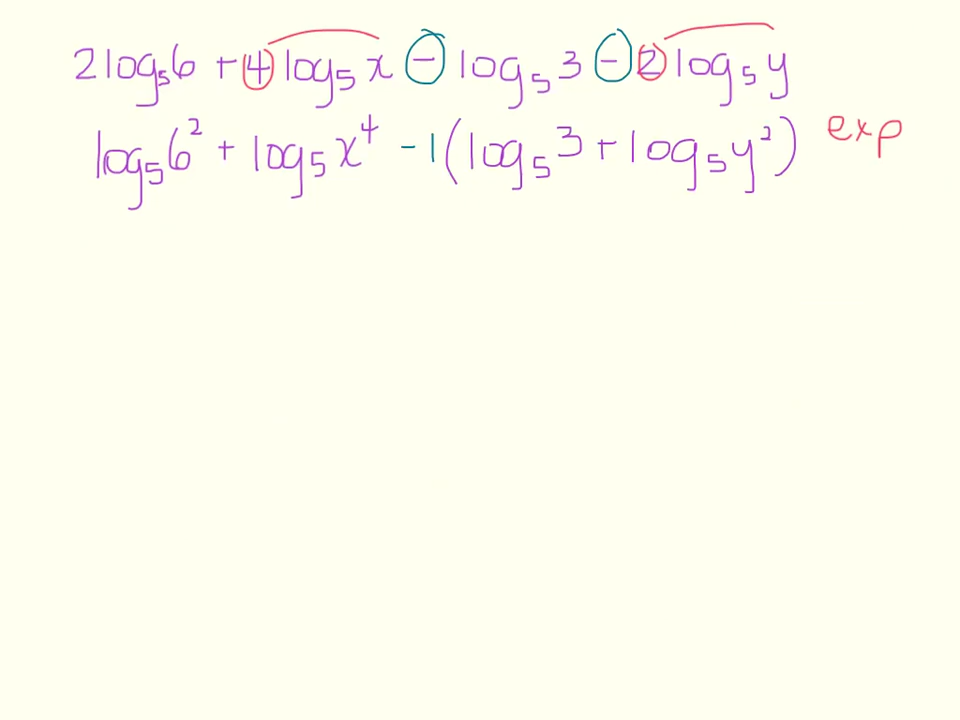 2log₅6 + 4log₅x − log₅3 − 2log₅y
log₅6² + log₅x⁴ −1(log₅3 + log₅y²) exp